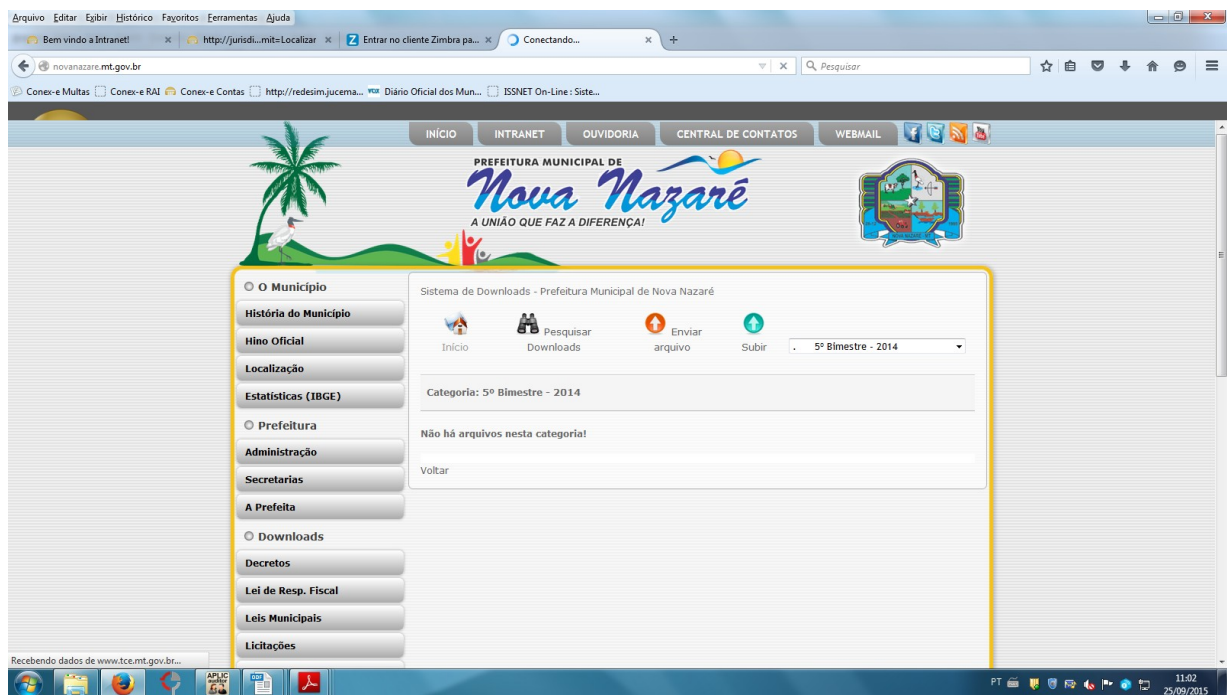 Arquivo Editar Exibir Histórico Favoritos Ferramentas Ajuda
Bem vindo a Intranet! http://jurisdi...mit=Localizar Entrar no cliente Zimbra pa... Conectando...
novanazare.mt.gov.br Pesquisar
Conex-e Multas Conex-e RAI Conex-e Contas http://redesim.jucema... Diário Oficial dos Mun... ISSNET On-Line : Siste...
INÍCIO INTRANET OUVIDORIA CENTRAL DE CONTATOS WEBMAIL
PREFEITURA MUNICIPAL DE
Nova Nazaré
A UNIÃO QUE FAZ A DIFERENÇA!
O Município
História do Município
Hino Oficial
Localização
Estatísticas (IBGE)
Prefeitura
Administração
Secretarias
A Prefeita
Downloads
Decretos
Lei de Resp. Fiscal
Leis Municipais
Licitações
Sistema de Downloads - Prefeitura Municipal de Nova Nazaré
Início
Pesquisar
Downloads
Enviar
arquivo
Subir
. 5º Bimestre - 2014
Categoria: 5º Bimestre - 2014
Não há arquivos nesta categoria!
Voltar
Recebendo dados de www.tce.mt.gov.br...
APLIC
auditor
ODF
PT
11:02
25/09/2015